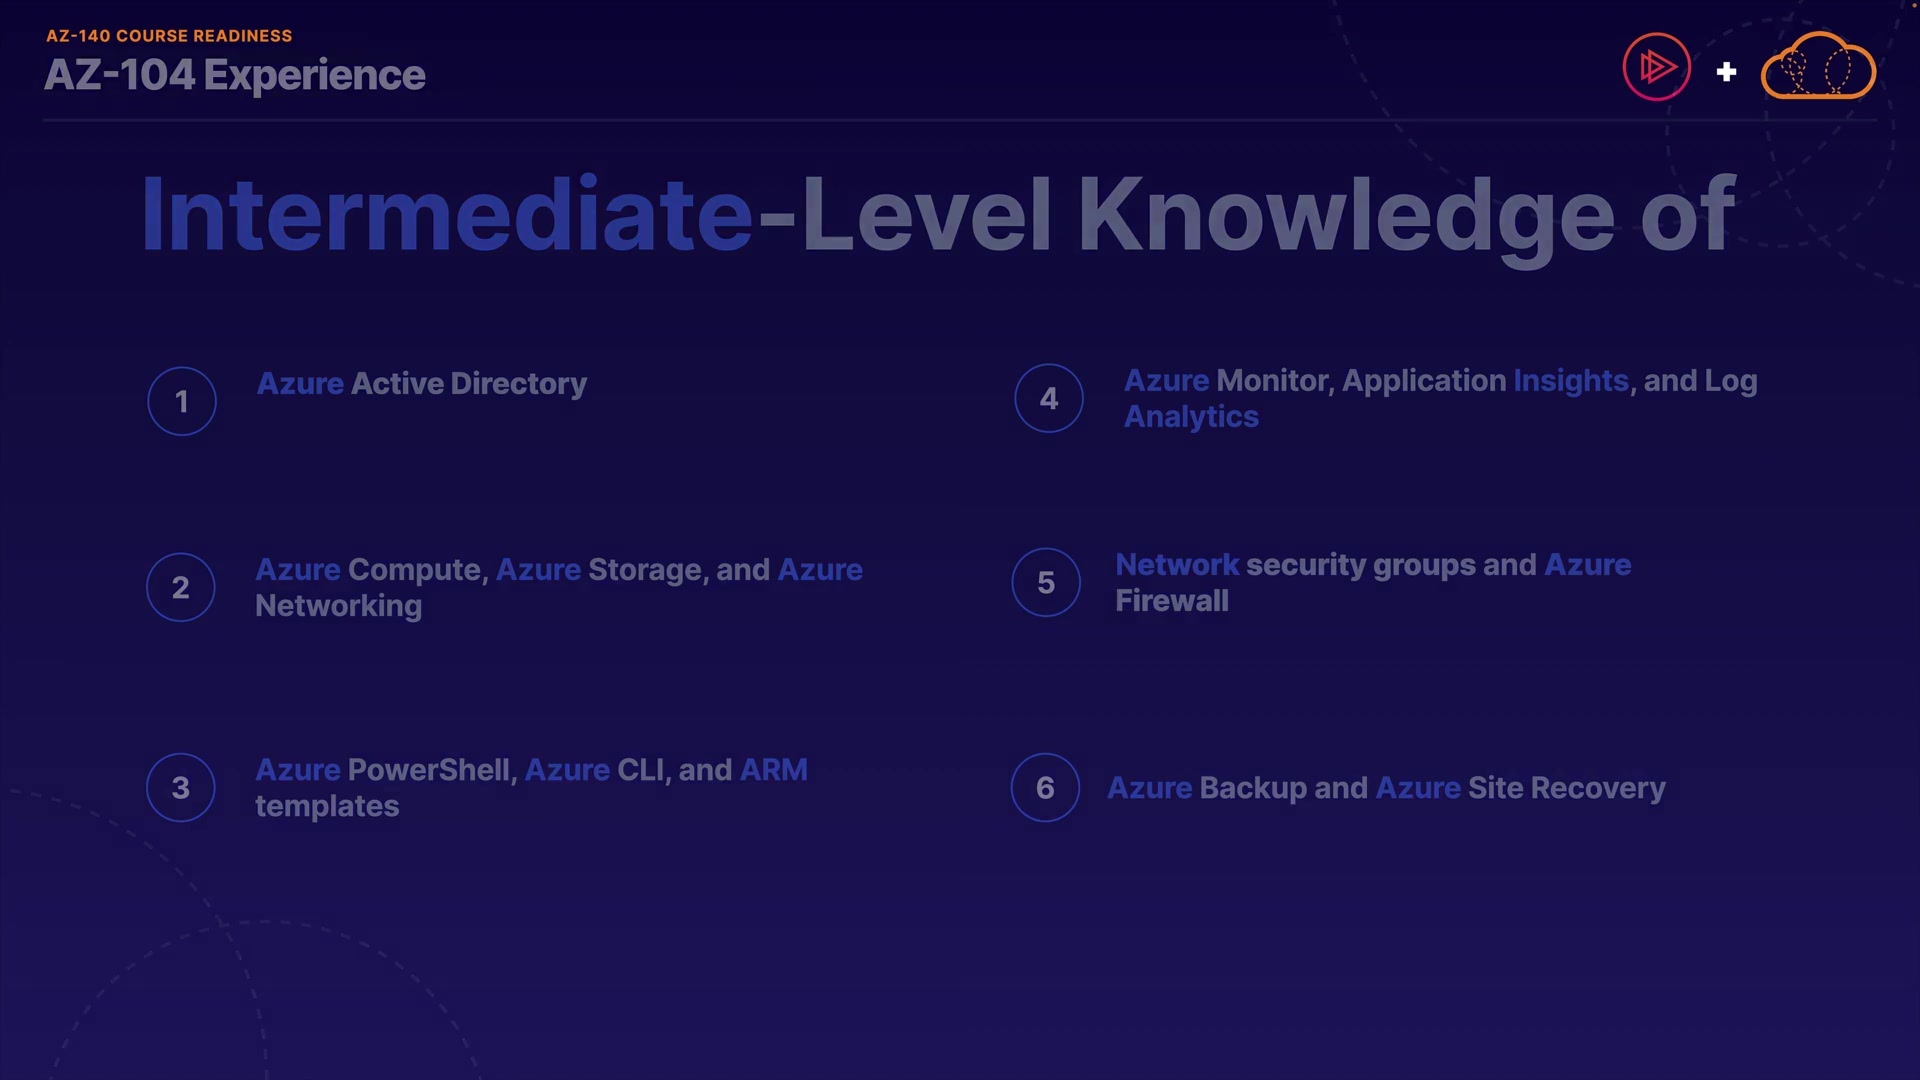 AZ-140 COURSE READINESS
AZ-104 Experience
Intermediate-Level Knowledge of
1
Azure Active Directory
2
Azure Compute, Azure Storage, and Azure
Networking
3
Azure PowerShell, Azure CLI, and ARM
templates
4
Azure Monitor, Application Insights, and Log
Analytics
5
Network security groups and Azure
Firewall
6
Azure Backup and Azure Site Recovery